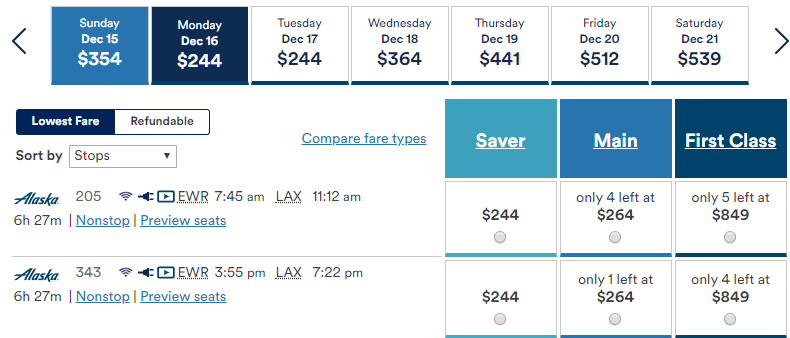 Sunday Monday Tuesday Wednesday Thursday Friday Saturday
Dec 15 Dec 16 Dec 17 Dec 18 Dec 19 Dec 20 Dec 21
$354 $244 $244 $364 $441 $512 $539
Lowest Fare Refundable
Compare fare types
Sort by Stops
Saver Main First Class
Alaska 205 EWR 7:45 am LAX 11:12 am
6h 27m | Nonstop | Preview seats
$244
only 4 left at
$264
only 5 left at
$849
Alaska 343 EWR 3:55 pm LAX 7:22 pm
6h 27m | Nonstop | Preview seats
$244
only 1 left at
$264
only 4 left at
$849